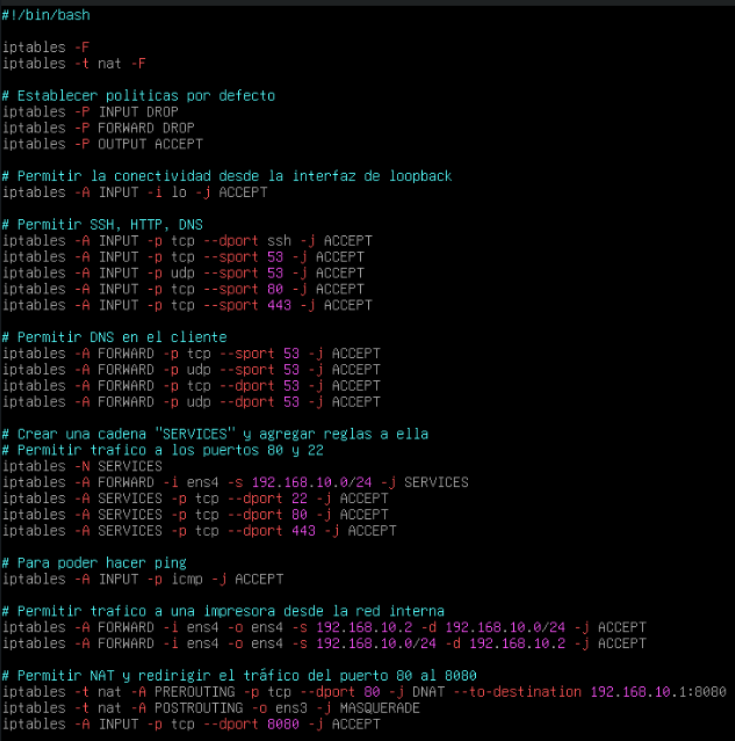 #!/bin/bash
iptables -F
iptables -t nat -F
# Establecer politicas por defecto
iptables -P INPUT DROP
iptables -P FORWARD DROP
iptables -P OUTPUT ACCEPT
# Permitir la conectividad desde la interfaz de loopback
iptables -A INPUT -i lo -j ACCEPT
# Permitir SSH, HTTP, DNS
iptables -A INPUT -p tcp --dport ssh -j ACCEPT
iptables -A INPUT -p tcp --sport 53 -j ACCEPT
iptables -A INPUT -p udp --sport 53 -j ACCEPT
iptables -A INPUT -p tcp --sport 80 -j ACCEPT
iptables -A INPUT -p tcp --sport 443 -j ACCEPT
# Permitir DNS en el cliente
iptables -A FORWARD -p tcp --sport 53 -j ACCEPT
iptables -A FORWARD -p udp --sport 53 -j ACCEPT
iptables -A FORWARD -p tcp --dport 53 -j ACCEPT
iptables -A FORWARD -p udp --dport 53 -j ACCEPT
# Crear una cadena "SERVICES" y agregar reglas a ella
# Permitir trafico a los puertos 80 y 22
iptables -N SERVICES
iptables -A FORWARD -i ens4 -s 192.168.10.0/24 -j SERVICES
iptables -A SERVICES -p tcp --dport 22 -j ACCEPT
iptables -A SERVICES -p tcp --dport 80 -j ACCEPT
iptables -A SERVICES -p tcp --dport 443 -j ACCEPT
# Para poder hacer ping
iptables -A INPUT -p icmp -j ACCEPT
# Permitir trafico a una impresora desde la red interna
iptables -A FORWARD -i ens4 -o ens4 -s 192.168.10.2 -d 192.168.10.0/24 -j ACCEPT
iptables -A FORWARD -i ens4 -o ens4 -s 192.168.10.0/24 -d 192.168.10.2 -j ACCEPT
# Permitir NAT y redirigir el tráfico del puerto 80 al 8080
iptables -t nat -A PREROUTING -p tcp --dport 80 -j DNAT --to-destination 192.168.10.1:8080
iptables -t nat -A POSTROUTING -o ens3 -j MASQUERADE
iptables -A INPUT -p tcp --dport 8080 -j ACCEPT